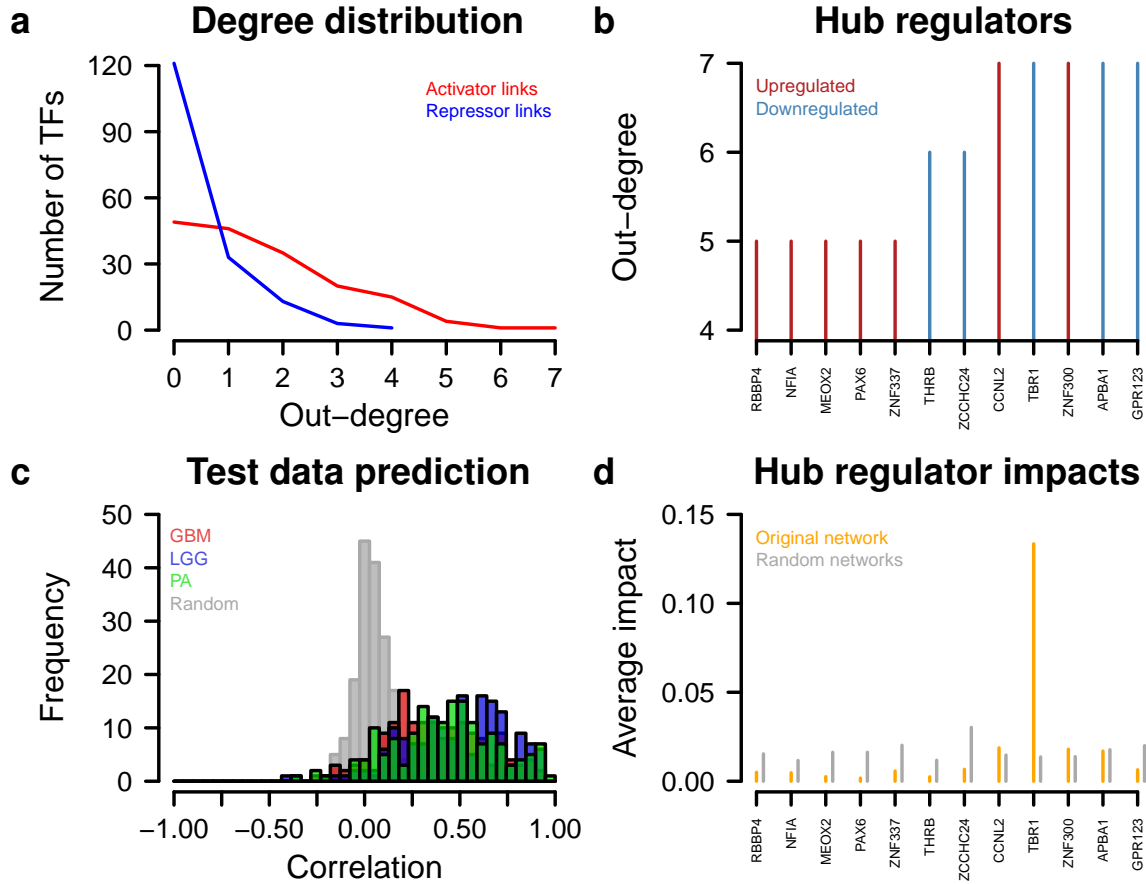 a
Degree distribution
Number of TFs
120
90
60
30
0
Activator links
Repressor links
0 1 2 3 4 5 6 7
Out−degree
b
Hub regulators
Out−degree
7
6
5
4
Upregulated
Downregulated
RBBP4
NFIA
MEOX2
PAX6
ZNF337
THRB
ZCCHC24
CCNL2
TBR1
ZNF300
APBA1
GPR123
c
Test data prediction
Frequency
50
40
30
20
10
0
GBM
LGG
PA
Random
−1.00 −0.50 0.00 0.50 1.00
Correlation
d
Hub regulator impacts
Average impact
0.15
0.10
0.05
0.00
Original network
Random networks
RBBP4
NFIA
MEOX2
PAX6
ZNF337
THRB
ZCCHC24
CCNL2
TBR1
ZNF300
APBA1
GPR123